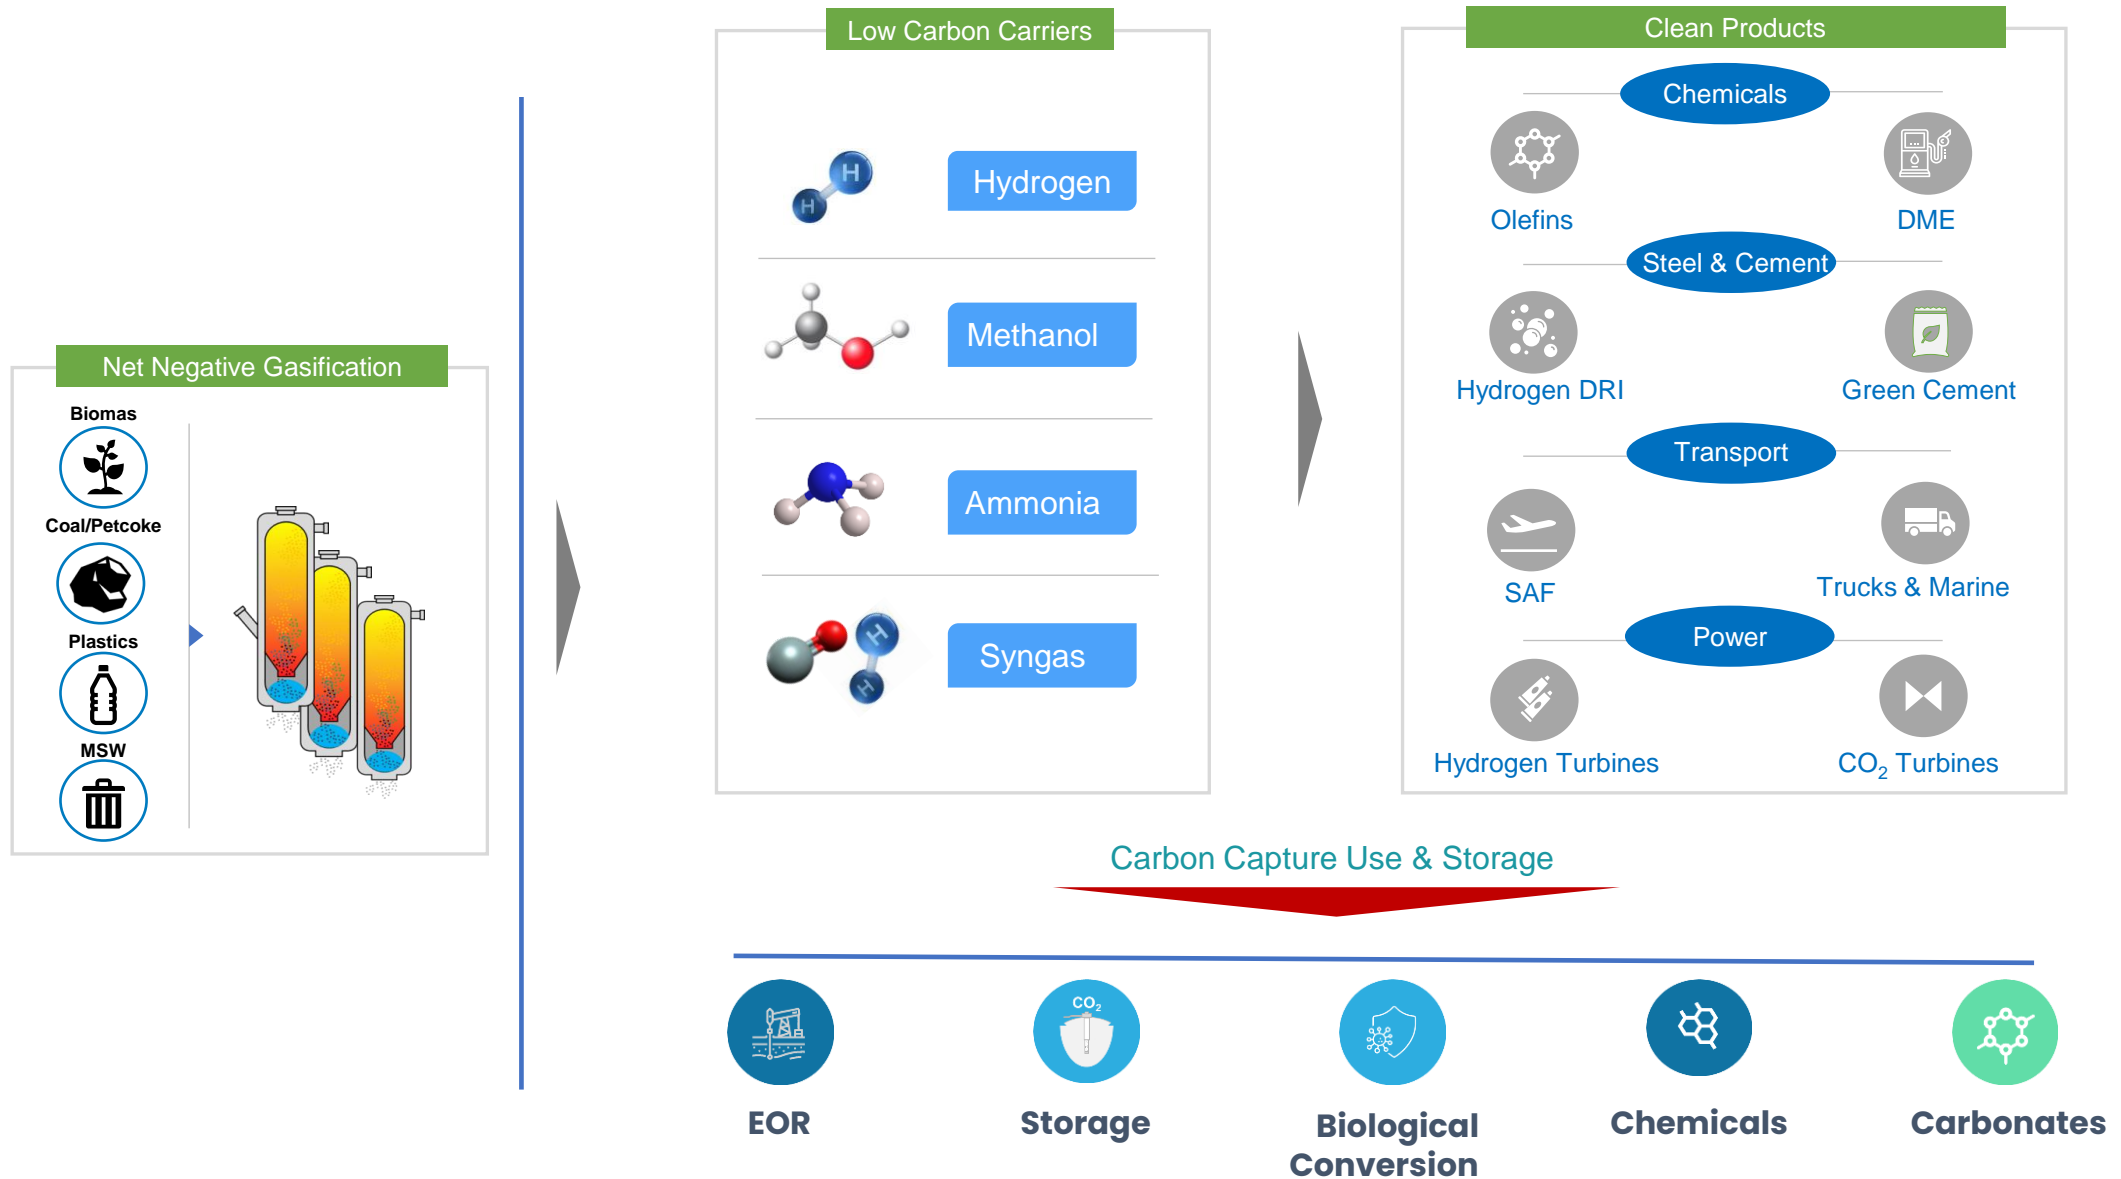 Net Negative Gasification
Biomas
Coal/Petcoke
Plastics
MSW
Low Carbon Carriers
H
H
Hydrogen
Methanol
Ammonia
H
H
Syngas
Clean Products
Chemicals
Olefins
DME
Steel & Cement
Hydrogen DRI
Green Cement
Transport
SAF
Trucks & Marine
Power
Hydrogen Turbines
CO₂ Turbines
Carbon Capture Use & Storage
EOR
CO₂
Storage
Biological
Conversion
Chemicals
Carbonates